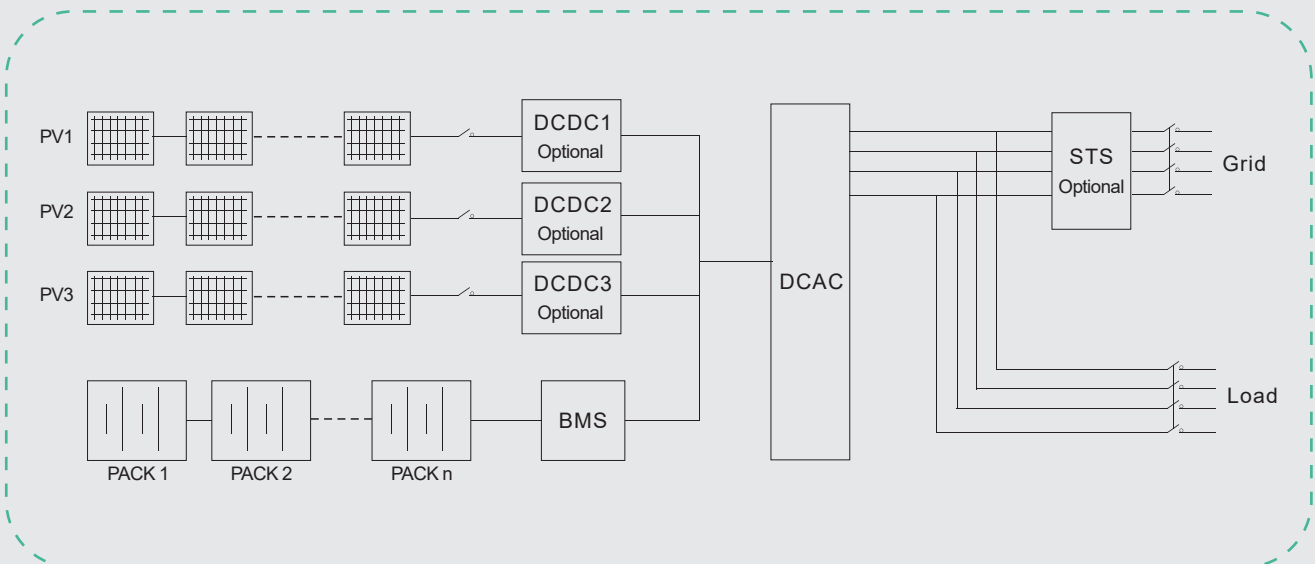 PV1
DCDC1
Optional
PV2
DCDC2
Optional
PV3
DCDC3
Optional
PACK 1
PACK 2
PACK n
BMS
DCAC
STS
Optional
Grid
Load